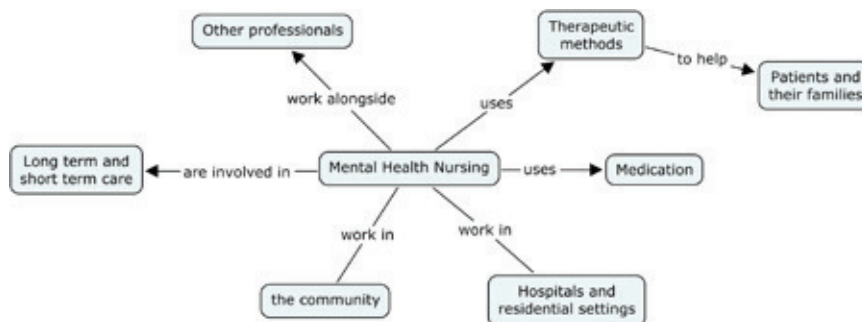 Other professionals
Therapeutic
methods
to help
Patients and
their families
work alongside
uses
Long term and
short term care
are involved in
Mental Health Nursing
uses
Medication
work in
work in
the community
Hospitals and
residential settings